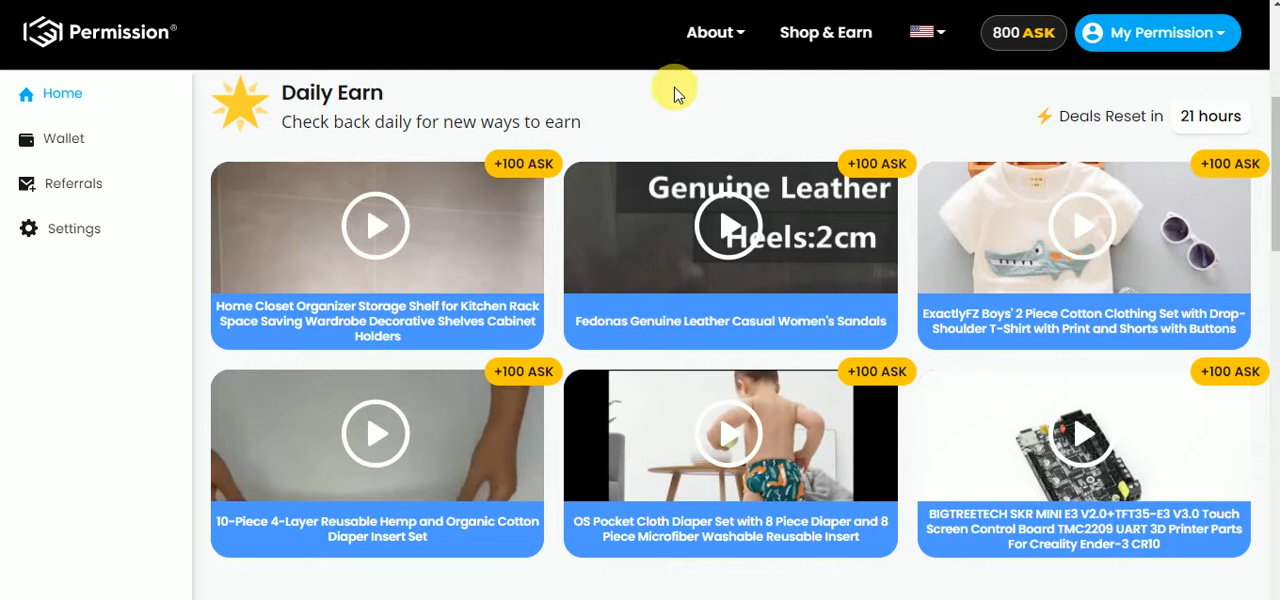 Permission®
About
Shop & Earn
800 ASK
My Permission
Home
Wallet
Referrals
Settings
Daily Earn
Check back daily for new ways to earn
Deals Reset in 21 hours
+100 ASK
Home Closet Organizer Storage Shelf for Kitchen Rack
Space Saving Wardrobe Decorative Shelves Cabinet
Holders
+100 ASK
Genuine Leather
Heels:2cm
Fedonas Genuine Leather Casual Women's Sandals
+100 ASK
ExactlyFZ Boys' 2 Piece Cotton Clothing Set with Drop-
Shoulder T-Shirt with Print and Shorts with Buttons
+100 ASK
10-Piece 4-Layer Reusable Hemp and Organic Cotton
Diaper Insert Set
+100 ASK
OS Pocket Cloth Diaper Set with 8 Piece Diaper and 8
Piece Microfiber Washable Reusable Insert
+100 ASK
BIGTREETECH SKR MINI E3 V2.0+TFT35-E3 V3.0 Touch
Screen Control Board TMC2209 UART 3D Printer Parts
For Creality Ender-3 CR10